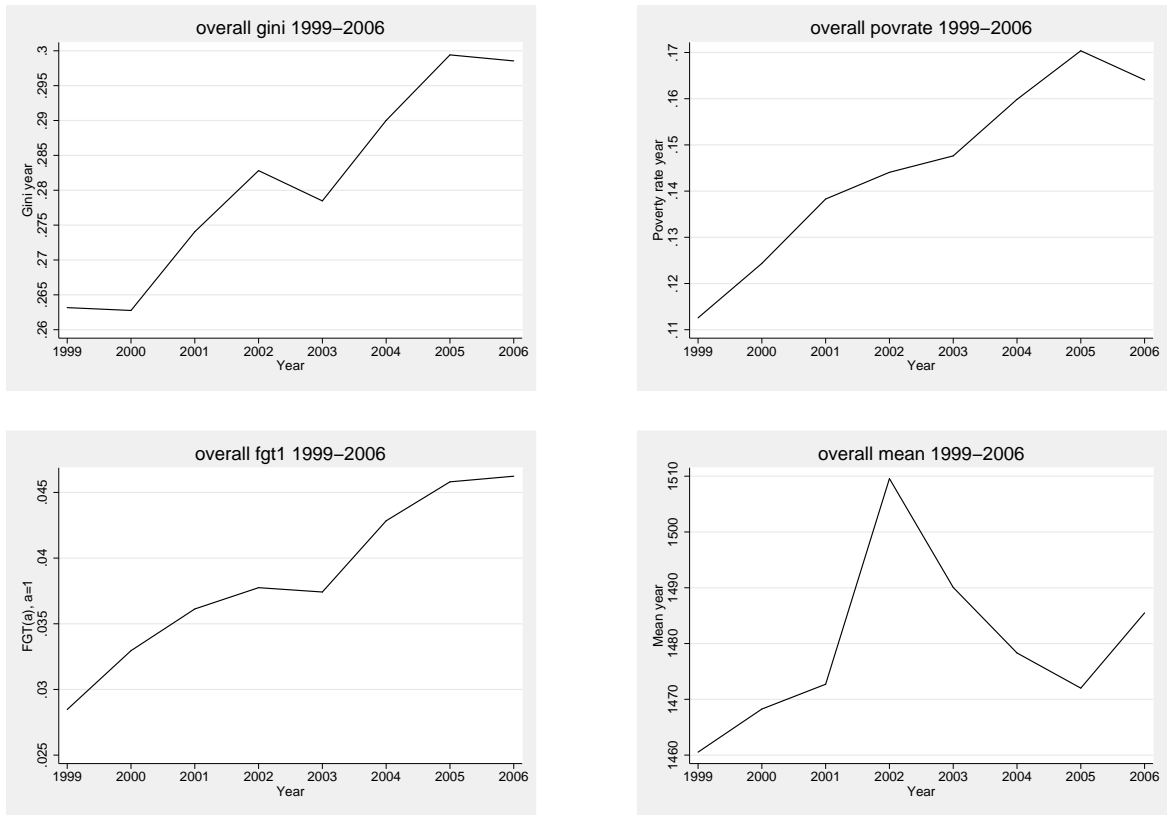 overall gini 1999−2006
Gini year
.3
.295
.29
.285
.28
.275
.27
.265
.26
1999 2000 2001 2002 2003 2004 2005 2006
Year
overall povrate 1999−2006
Poverty rate year
.17
.16
.15
.14
.13
.12
.11
1999 2000 2001 2002 2003 2004 2005 2006
Year
overall fgt1 1999−2006
FGT(a), a=1
.045
.04
.035
.03
.025
1999 2000 2001 2002 2003 2004 2005 2006
Year
overall mean 1999−2006
Mean year
1510
1500
1490
1480
1470
1460
1999 2000 2001 2002 2003 2004 2005 2006
Year